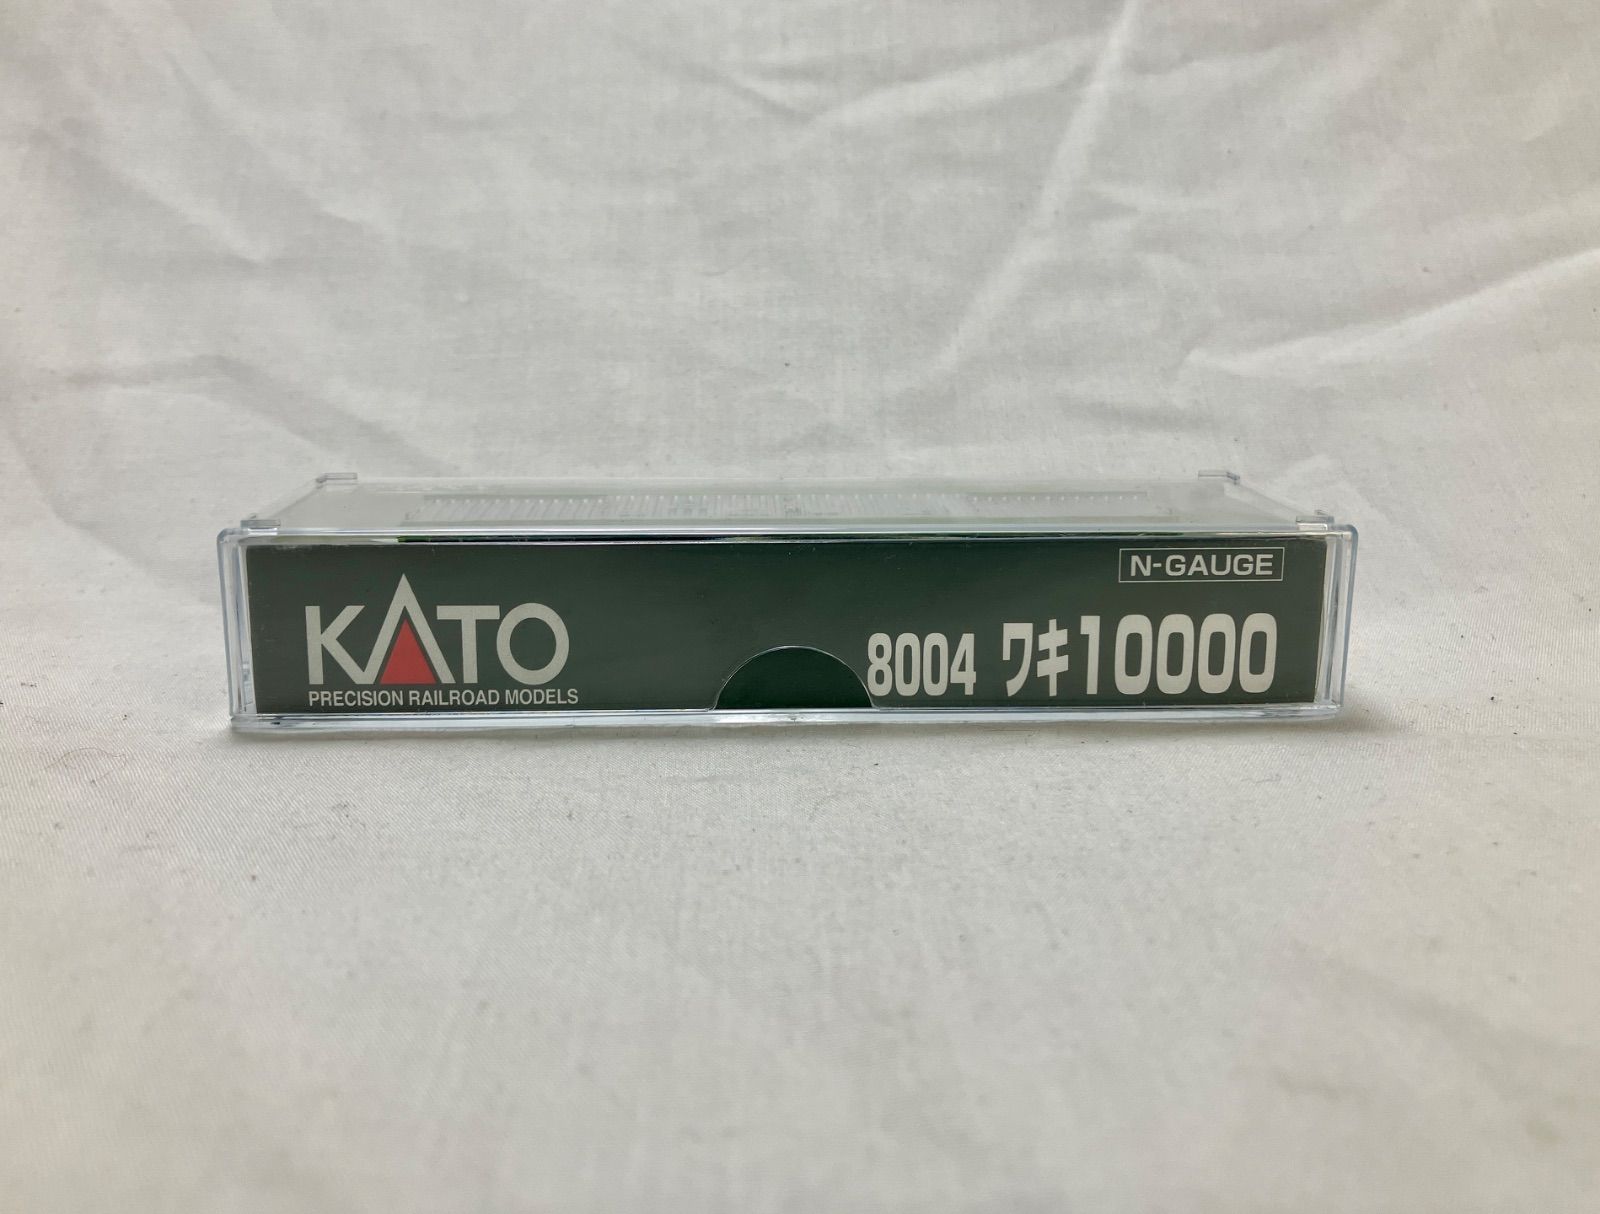 N-GAUGE
KATO
8004 ワキ10000
PRECISION RAILROAD MODELS